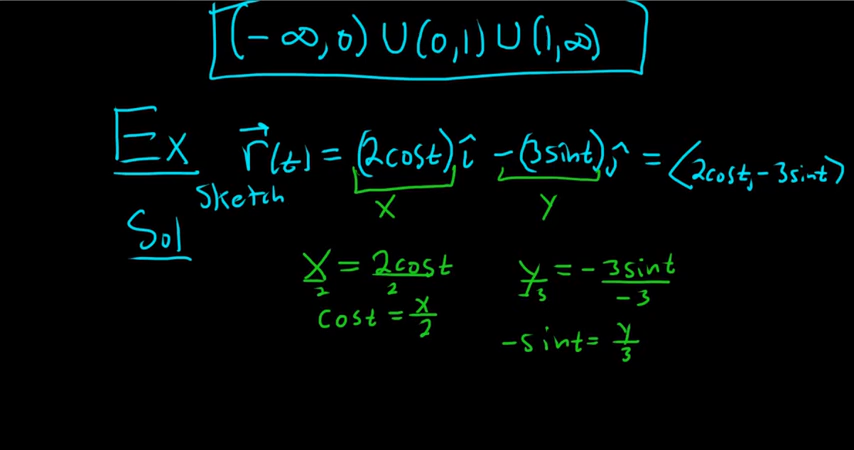 (-∞,0) ∪ (0,1) ∪ (1,∞)
Ex r⃗(t) = (2cost)î -(3sint)ĵ = ⟨2cost, -3sint⟩
Sketch
X y
Sol
X/2 = 2cost/2 y/-3 = -3sint/-3
cost = x/2 -sint = y/3